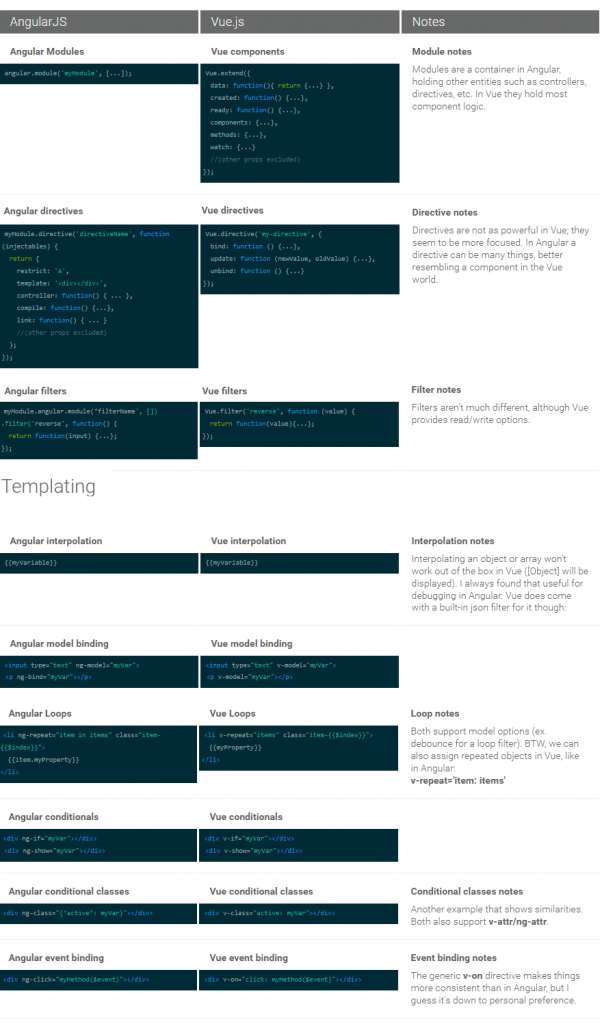 AngularJS
Vue.js
Notes
Angular Modules
angular.module('myModule', [...]);
Vue components
Vue.extend({
data: function(){ return {...} },
created: function() {...},
ready: function() {...},
components: {...},
methods: {...},
watch: {...}
//(other props excluded)
});
Module notes
Modules are a container in Angular,
holding other entities such as controllers,
directives, etc. In Vue they hold most
component logic.
Angular directives
myModule.directive('directiveName', function
(injectables) {
return {
restrict: 'A',
template: '<div></div>',
controller: function() { ... },
compile: function() {...},
link: function() { ... }
//(other props excluded)
};
});
Vue directives
Vue.directive('my-directive', {
bind: function () {...},
update: function (newValue, oldValue) {...},
unbind: function () {...}
});
Directive notes
Directives are not as powerful in Vue; they
seem to be more focused. In Angular a
directive can be many things, better
resembling a component in the Vue
world.
Angular filters
myModule.angular.module('filterName', [])
.filter('reverse', function() {
return function(input) {...};
});
Vue filters
Vue.filter('reverse', function (value) {
return function(value){...};
});
Filter notes
Filters aren't much different, although Vue
provides read/write options.
Templating
Angular interpolation
{{myVariable}}
Vue interpolation
{{myVariable}}
Interpolation notes
Interpolating an object or array won't
work out of the box in Vue ([Object] will be
displayed). I always found that useful for
debugging in Angular. Vue does come
with a built-in json filter for it though:
Angular model binding
<input type="text" ng-model="myVar">
<p ng-bind="myVar"></p>
Vue model binding
<input type="text" v-model="myVar">
<p v-model="myVar"></p>
Angular Loops
<li ng-repeat="item in items" class="item-
{{$index}}">
{{item.myProperty}}
</li>
Vue Loops
<li v-repeat="items" class="item-{{$index}}">
{{myProperty}}
</li>
Loop notes
Both support model options (ex.
debounce for a loop filter). BTW, we can
also assign repeated objects in Vue, like
in Angular:
v-repeat='item: items'
Angular conditionals
<div ng-if="myVar"></div>
<div ng-show="myVar"></div>
Vue conditionals
<div v-if="myVar"></div>
<div v-show="myVar"></div>
Angular conditional classes
<div ng-class="{'active': myVar}"></div>
Vue conditional classes
<div v-class="active: myVar"></div>
Conditional classes notes
Another example that shows similarities.
Both also support v-attr/ng-attr.
Angular event binding
<div ng-click="myMethod($event)"></div>
Vue event binding
<div v-on="click: myMethod($event)"></div>
Event binding notes
The generic v-on directive makes things
more consistent than in Angular, but I
guess it's down to personal preference.